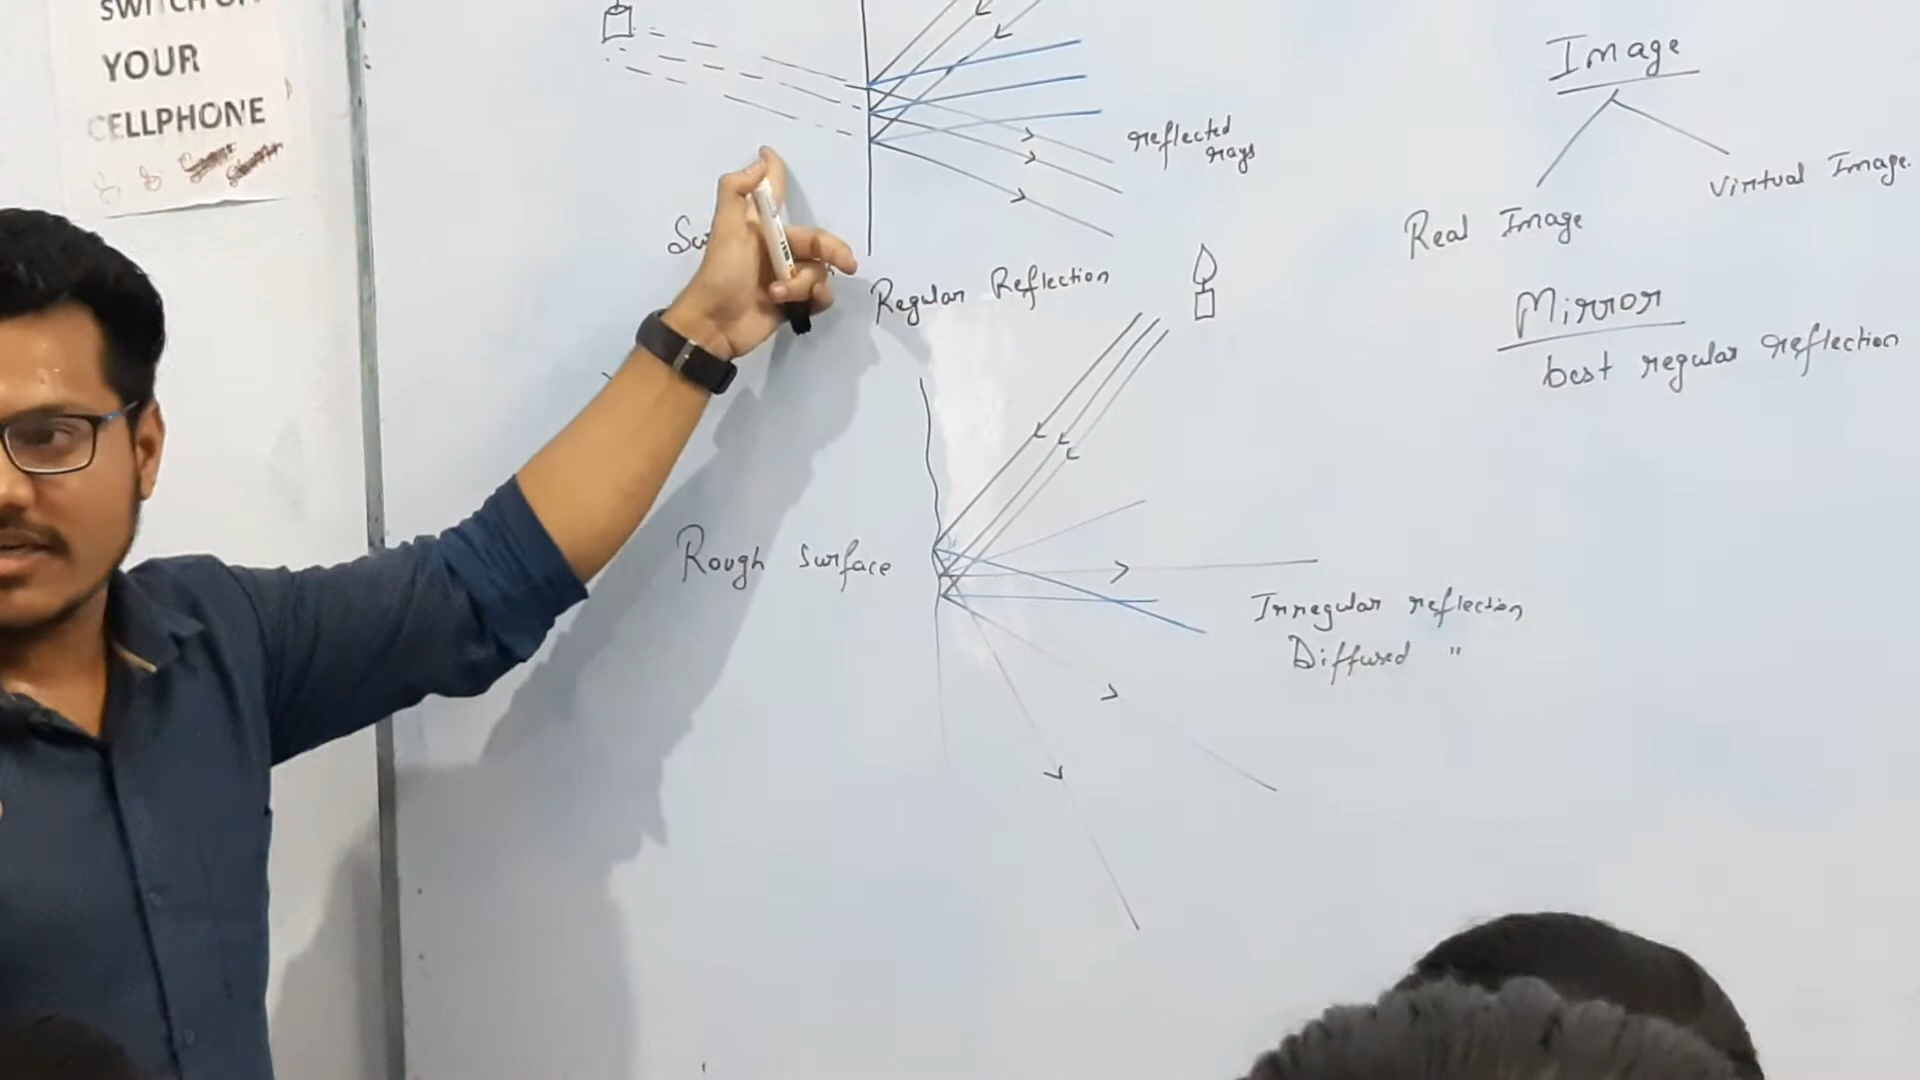 YOUR
CELLPHONE
reflected
rays
Regular Reflection
Image
Real Image
Virtual Image.
Mirror
best regular reflection
Rough surface
Irregular reflection
Diffused "